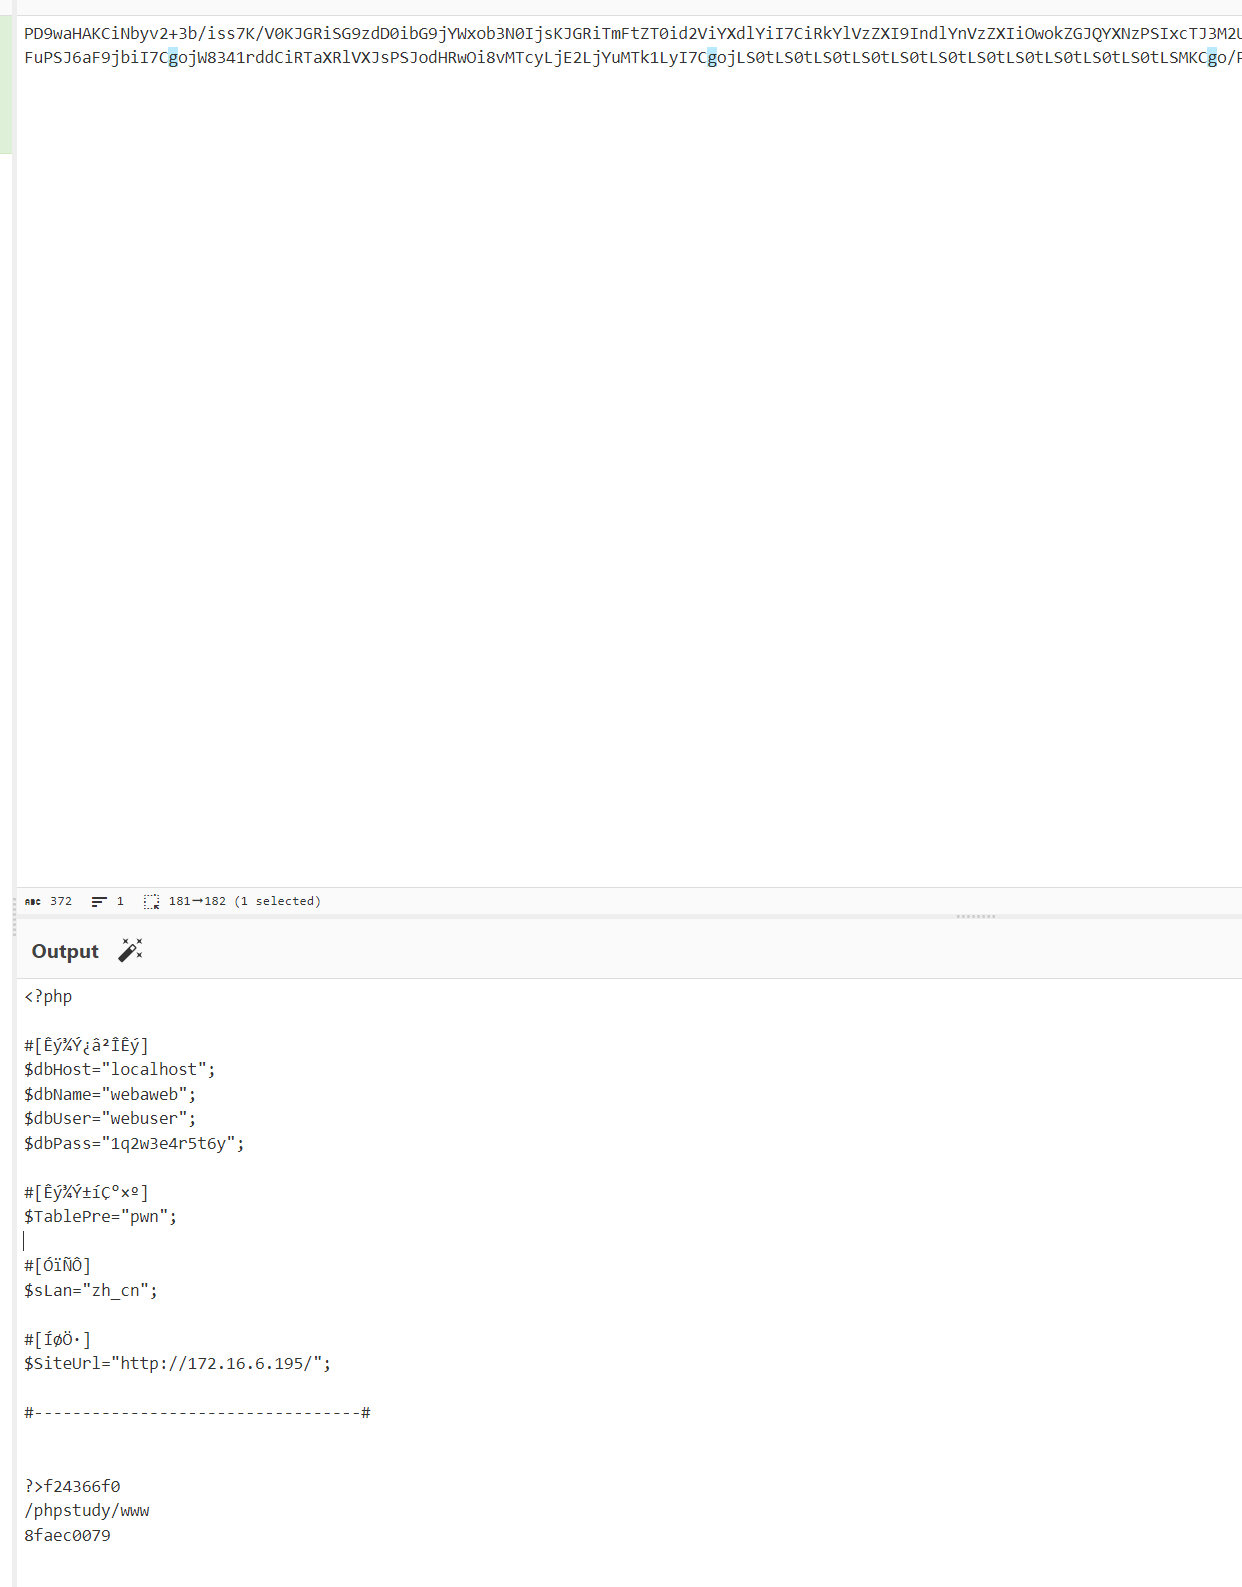 PD9waHAKCiNbyv2+3b/iss7K/V0KJGRiSG9zdD0ibG9jYWxob3N0IjsKJGRiTmFtZT0id2ViYXdlYiI7CiRkYlVzZXI9IndlYnVzZXIiOwokZGJQYXNzPSIxcTJ3M2U
FuPSJ6aF9jbiI7CgojW8341rddCiRTaXRlVXJsPSJodHRwOi8vMTcyLjE2LjYuMTk1LyI7CgojLS0tLS0tLS0tLS0tLS0tLS0tLS0tLS0tLS0tLS0tLS0tLSMKCgo/P
ABC 372 1 181→182 (1 selected)
Output
<?php
#[Êý¾Ý¿â²ÎÊý]
$dbHost="localhost";
$dbName="webaweb";
$dbUser="webuser";
$dbPass="1q2w3e4r5t6y";
#[Êý¾Ý±íÇ°×º]
$TablePre="pwn";
#[ÓïÑÔ]
$sLan="zh_cn";
#[ÍøÖ·]
$SiteUrl="http://172.16.6.195/";
#----------------------------------#
?>f24366f0
/phpstudy/www
8faec0079